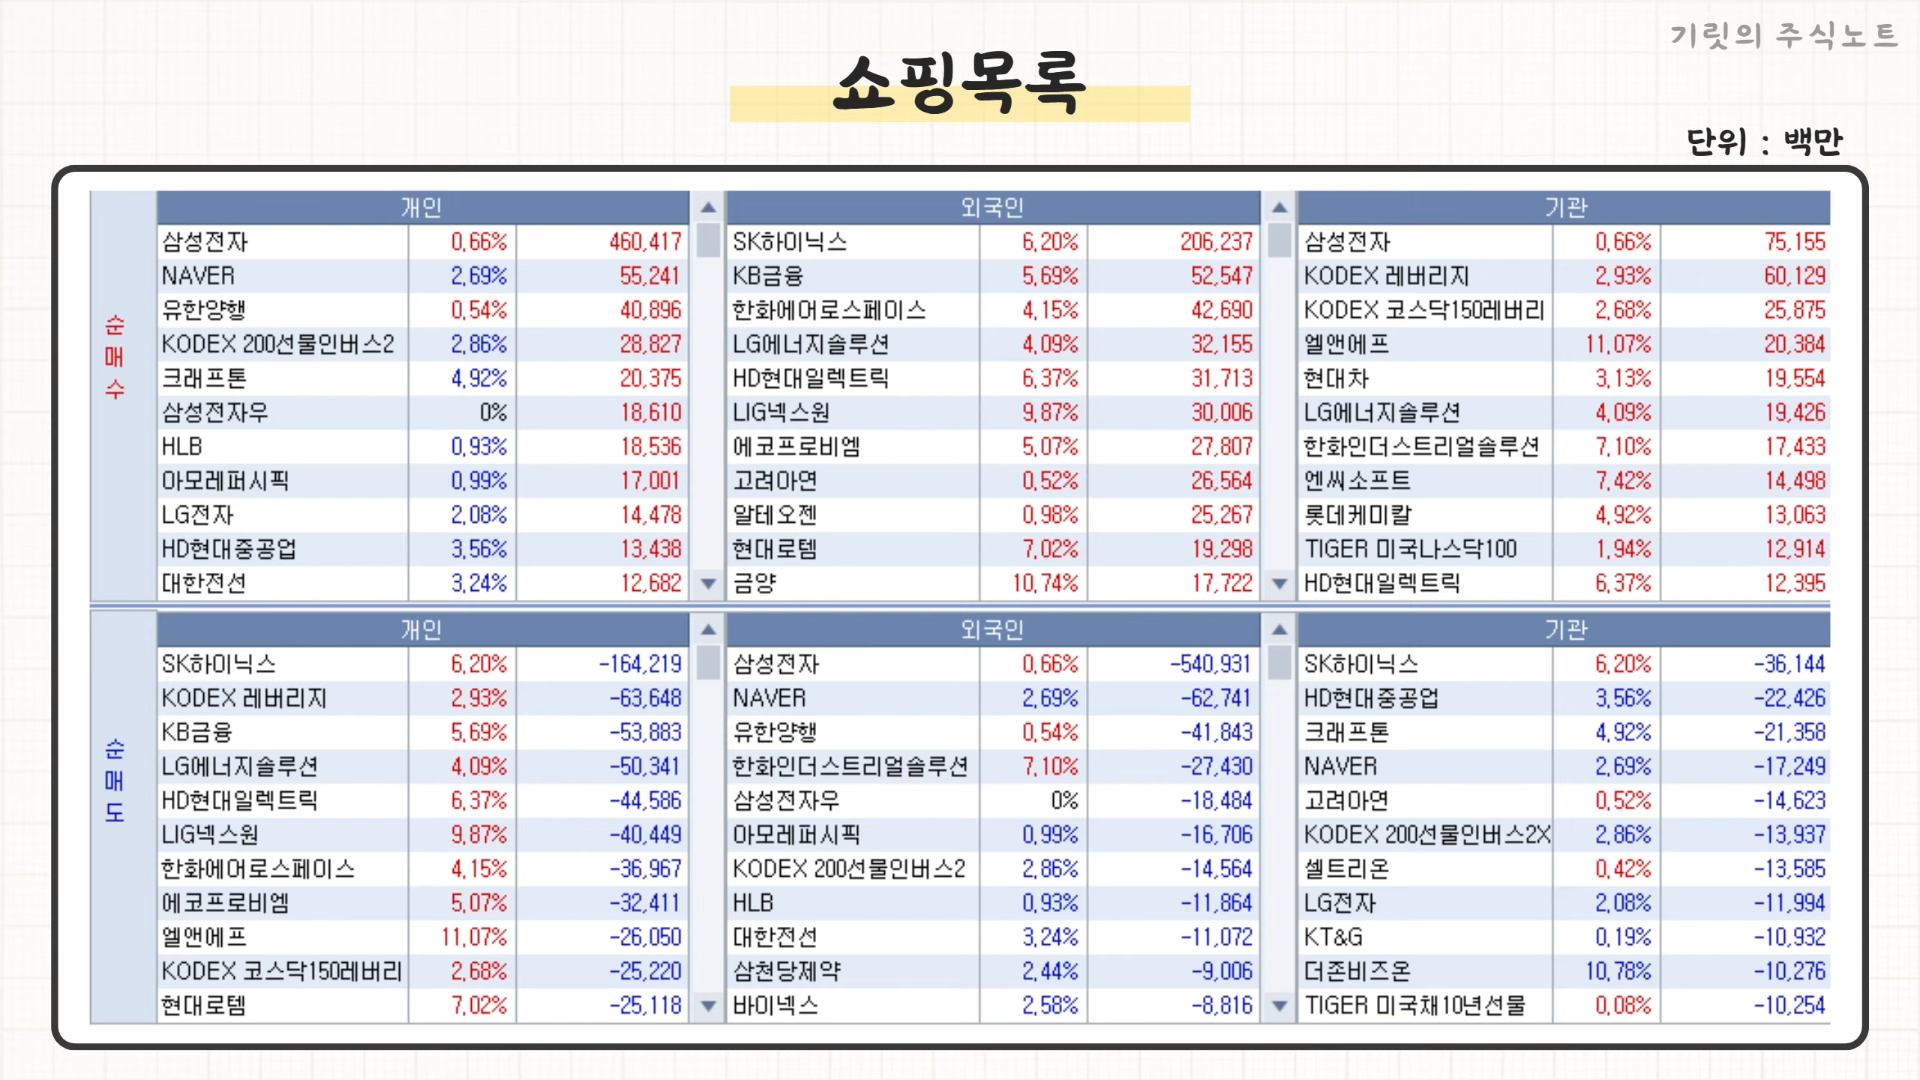 기릿의 주식노트
쇼핑목록
단위 : 백만
순매수
개인
삼성전자 0.66% 460,417
NAVER 2.69% 55,241
유한양행 0.54% 40,896
KODEX 200선물인버스2 2.86% 28,827
크래프톤 4.92% 20,375
삼성전자우 0% 18,610
HLB 0.93% 18,536
아모레퍼시픽 0.99% 17,001
LG전자 2.08% 14,478
HD현대중공업 3.56% 13,438
대한전선 3.24% 12,682
외국인
SK하이닉스 6.20% 206,237
KB금융 5.69% 52,547
한화에어로스페이스 4.15% 42,690
LG에너지솔루션 4.09% 32,155
HD현대일렉트릭 6.37% 31,713
LIG넥스원 9.87% 30,006
에코프로비엠 5.07% 27,807
고려아연 0.52% 26,564
알테오젠 0.98% 25,267
현대로템 7.02% 19,298
금양 10.74% 17,722
기관
삼성전자 0.66% 75,155
KODEX 레버리지 2.93% 60,129
KODEX 코스닥150레버리 2.68% 25,875
엘앤에프 11.07% 20,384
현대차 3.13% 19,554
LG에너지솔루션 4.09% 19,426
한화인더스트리얼솔루션 7.10% 17,433
엔씨소프트 7.42% 14,498
롯데케미칼 4.92% 13,063
TIGER 미국나스닥100 1.94% 12,914
HD현대일렉트릭 6.37% 12,395
순매도
개인
SK하이닉스 6.20% -164,219
KODEX 레버리지 2.93% -63,648
KB금융 5.69% -53,883
LG에너지솔루션 4.09% -50,341
HD현대일렉트릭 6.37% -44,586
LIG넥스원 9.87% -40,449
한화에어로스페이스 4.15% -36,967
에코프로비엠 5.07% -32,411
엘앤에프 11.07% -26,050
KODEX 코스닥150레버리 2.68% -25,220
현대로템 7.02% -25,118
외국인
삼성전자 0.66% -540,931
NAVER 2.69% -62,741
유한양행 0.54% -41,843
한화인더스트리얼솔루션 7.10% -27,430
삼성전자우 0% -18,484
아모레퍼시픽 0.99% -16,706
KODEX 200선물인버스2 2.86% -14,564
HLB 0.93% -11,864
대한전선 3.24% -11,072
삼천당제약 2.44% -9,006
바이넥스 2.58% -8,816
기관
SK하이닉스 6.20% -36,144
HD현대중공업 3.56% -22,426
크래프톤 4.92% -21,358
NAVER 2.69% -17,249
고려아연 0.52% -14,623
KODEX 200선물인버스2X 2.86% -13,937
셀트리온 0.42% -13,585
LG전자 2.08% -11,994
KT&G 0.19% -10,932
더존비즈온 10.78% -10,276
TIGER 미국채10년선물 0.08% -10,254